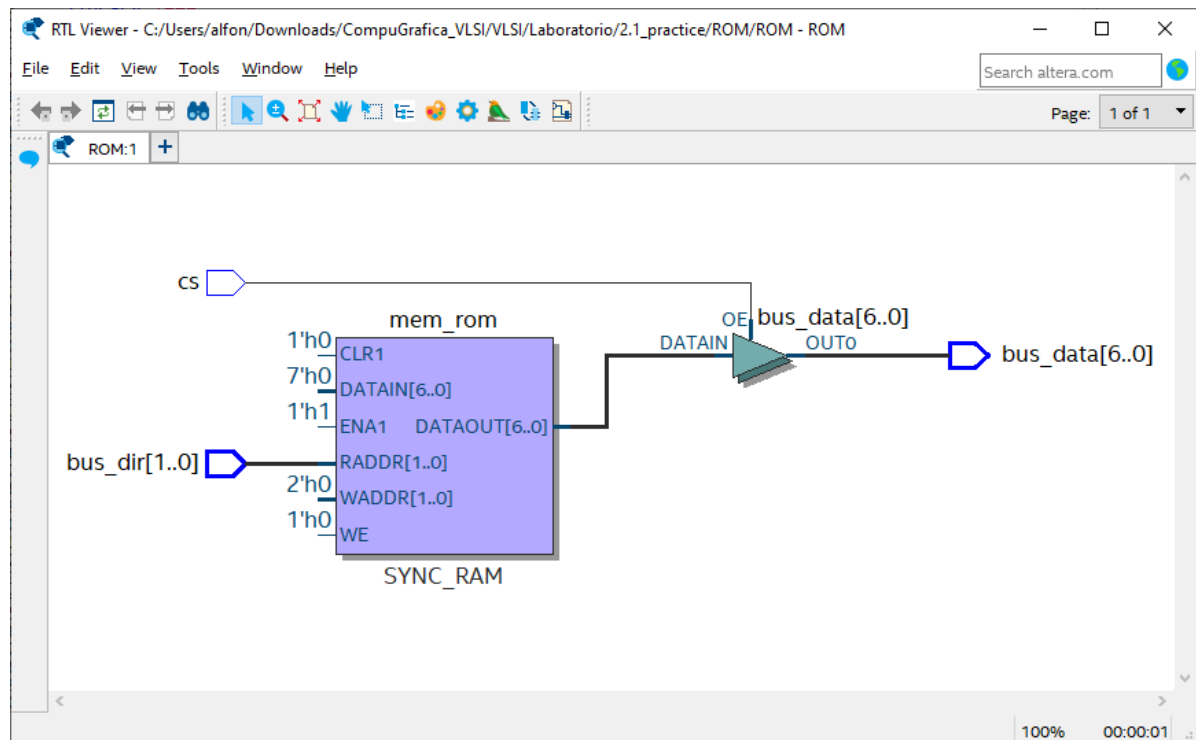 RTL Viewer - C:/Users/alfon/Downloads/CompuGrafica_VLSI/VLSI/Laboratorio/2.1_practice/ROM/ROM - ROM
File Edit View Tools Window Help
Search altera.com
Page: 1 of 1
ROM:1
cs
mem_rom
OE bus_data[6..0]
1'h0
CLR1
DATAIN OUT0
bus_data[6..0]
7'h0
DATAIN[6..0]
1'h1
ENA1 DATAOUT[6..0]
bus_dir[1..0]
RADDR[1..0]
2'h0
WADDR[1..0]
1'h0
WE
SYNC_RAM
100% 00:00:01